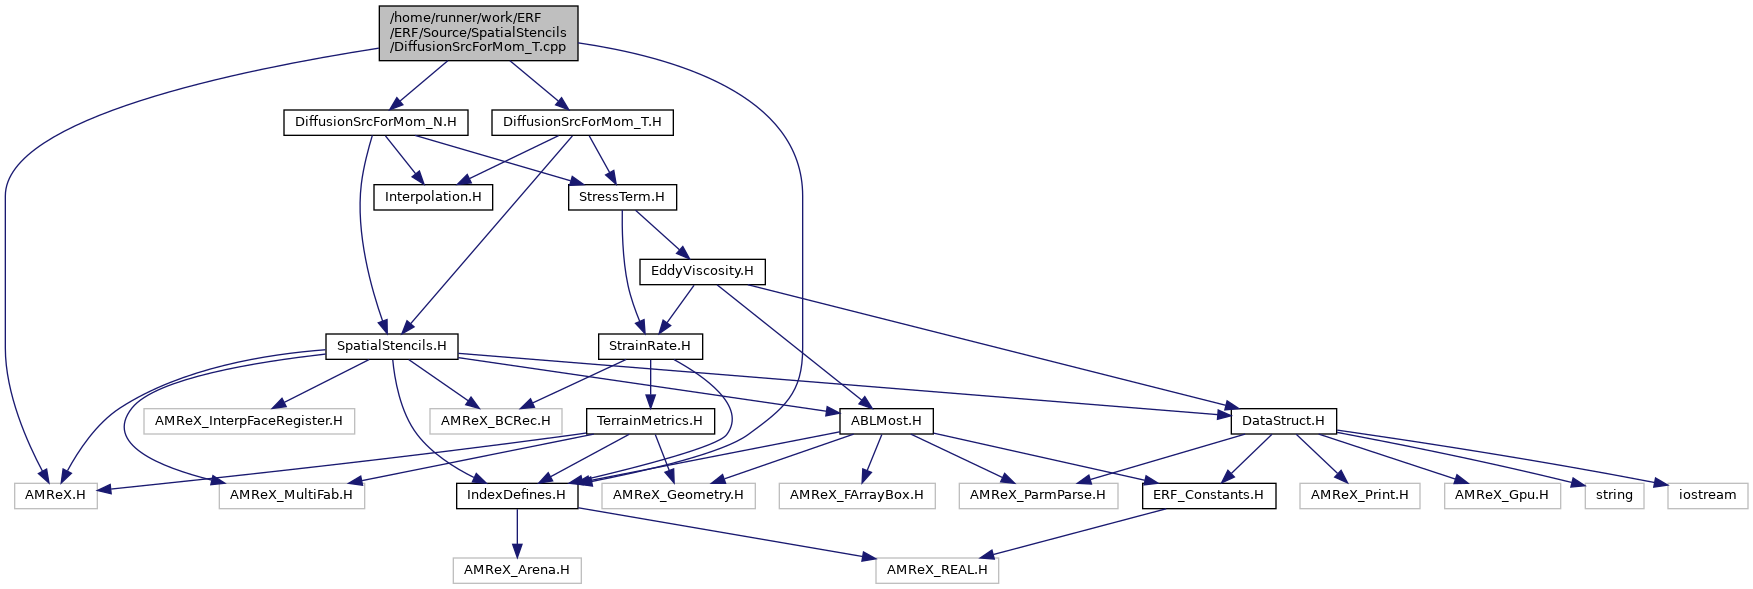 /home/runner/work/ERF
/ERF/Source/SpatialStencils
/DiffusionSrcForMom_T.cpp
DiffusionSrcForMom_N.H
DiffusionSrcForMom_T.H
Interpolation.H
StressTerm.H
EddyViscosity.H
SpatialStencils.H
StrainRate.H
AMReX_InterpFaceRegister.H
AMReX_BCRec.H
TerrainMetrics.H
ABLMost.H
DataStruct.H
AMReX.H
AMReX_MultiFab.H
IndexDefines.H
AMReX_Geometry.H
AMReX_FArrayBox.H
AMReX_ParmParse.H
ERF_Constants.H
AMReX_Print.H
AMReX_Gpu.H
string
iostream
AMReX_Arena.H
AMReX_REAL.H